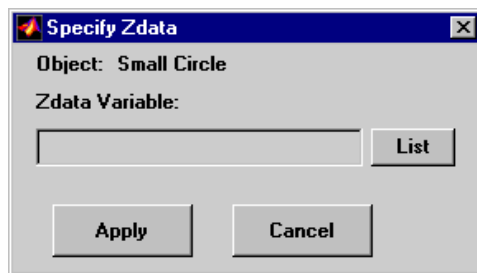 Specify Zdata
Object: Small Circle
Zdata Variable:
List
Apply Cancel